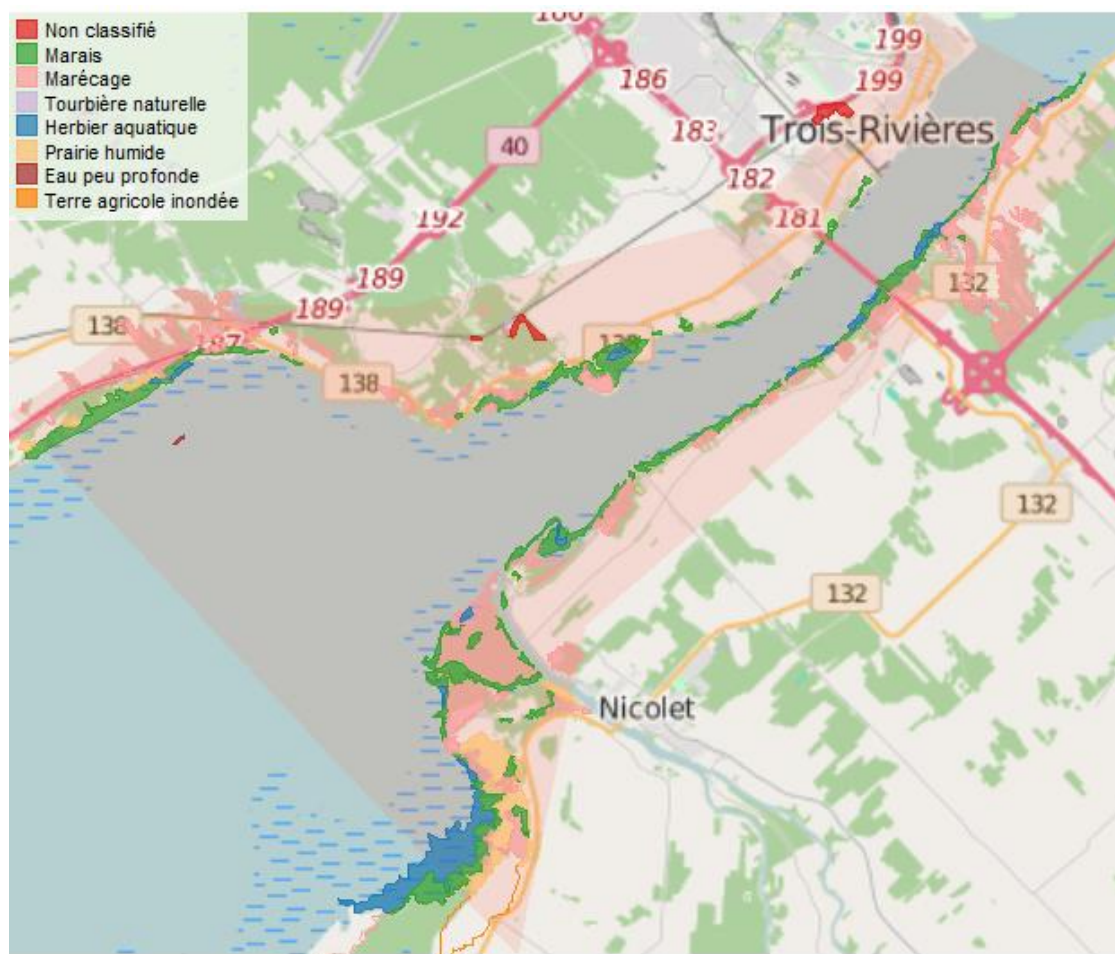 Non classifié
Marais
Marécage
Tourbière naturelle
Herbier aquatique
Prairie humide
Eau peu profonde
Terre agricole inondée
199
186
199
183
Trois-Rivières
40
182
192
181
189
132
189
138
138
132
132
Nicolet